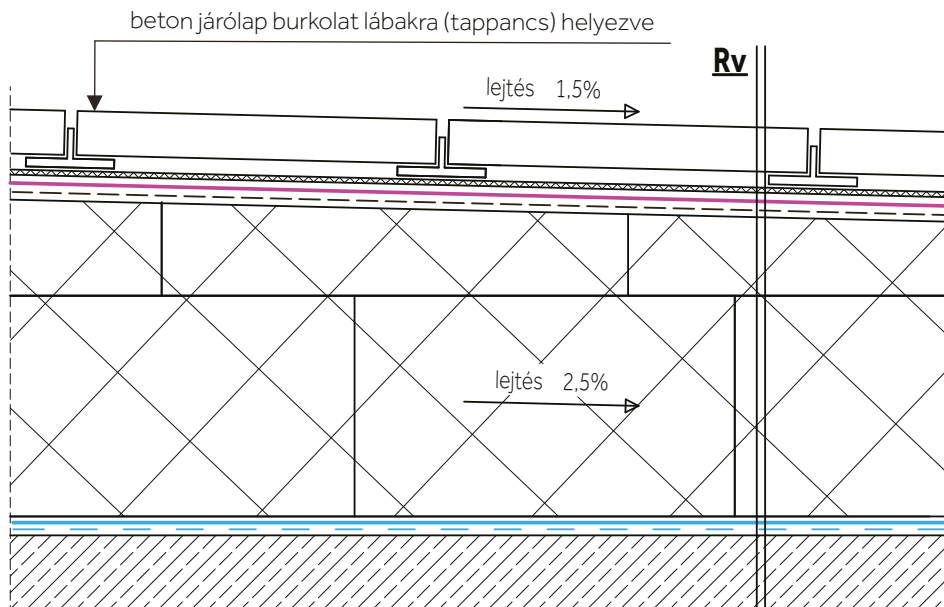 beton járólap burkolat lábakra (tappancs) helyezve
Rv
lejtés 1,5%
lejtés 2,5%